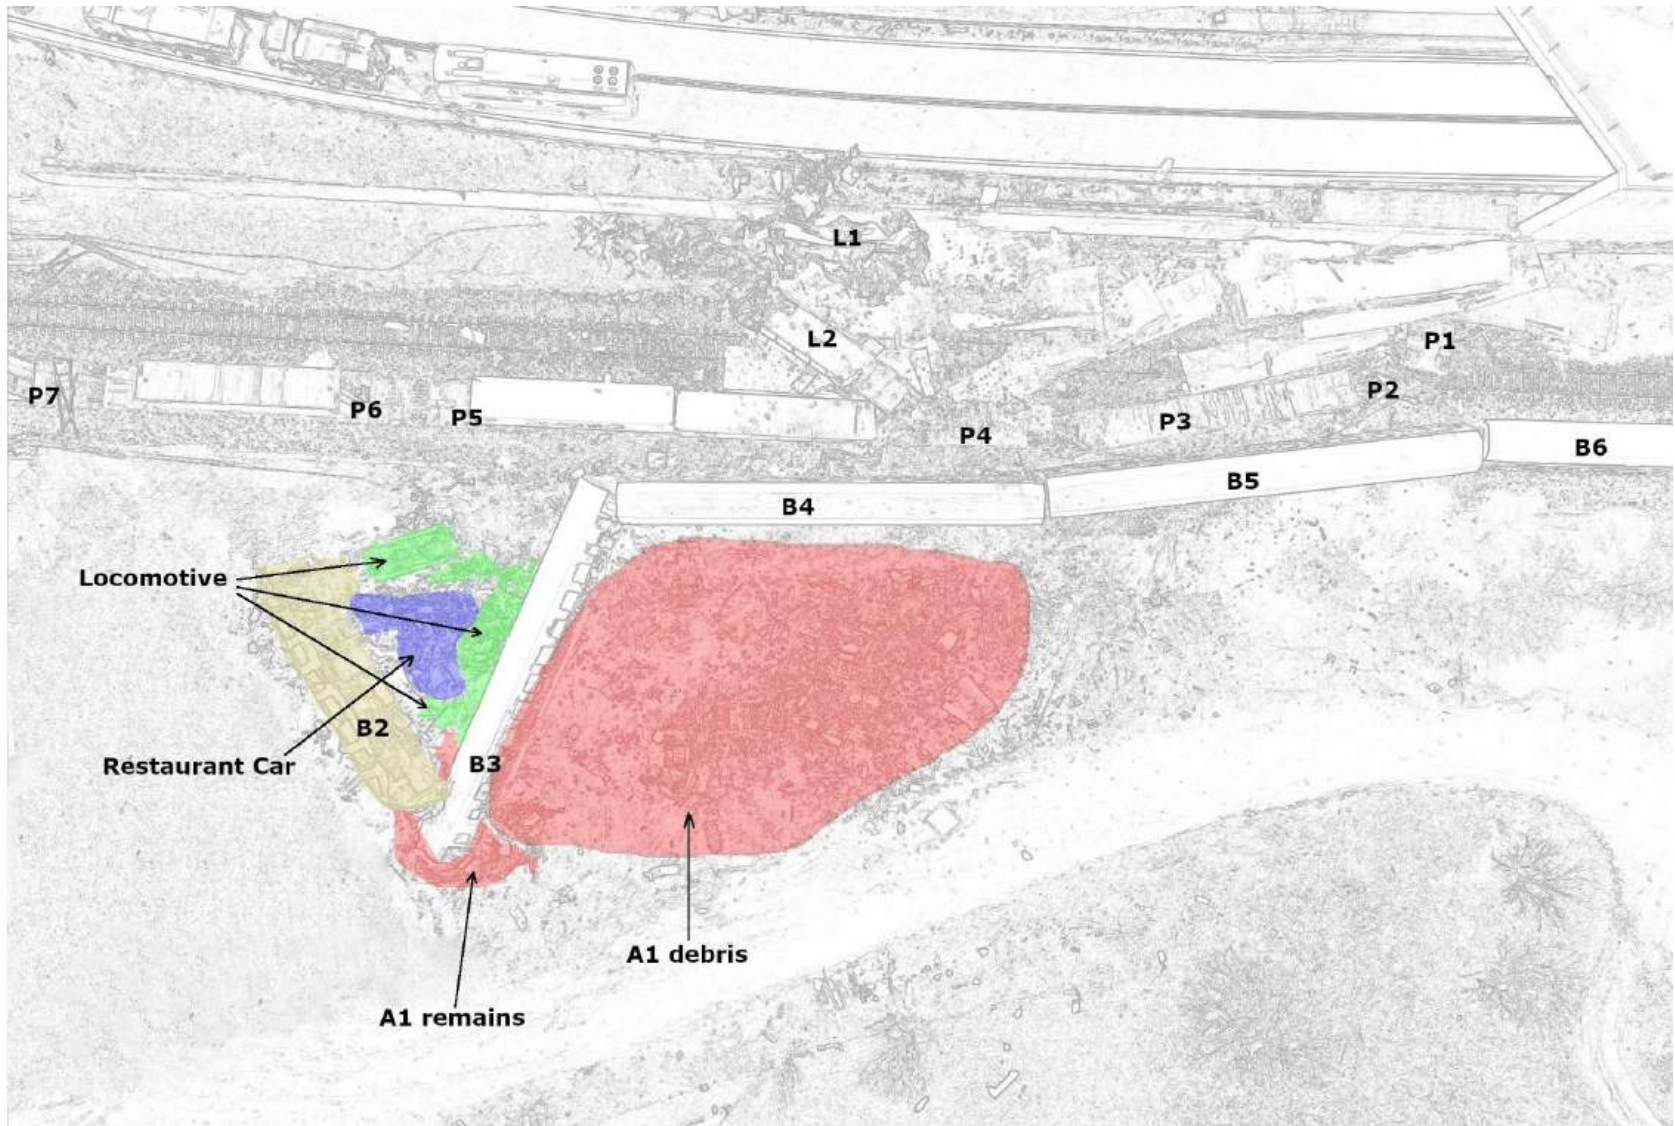 L1
L2
P1
P7
P6
P5
P2
P4
P3
B6
B4
B5
Locomotive
B2
Restaurant Car
B3
A1 debris
A1 remains